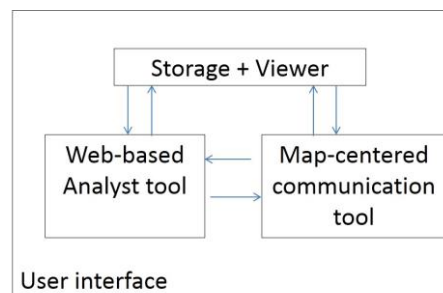 Storage + Viewer
Web-based
Analyst tool
Map-centered
communication
tool
User interface